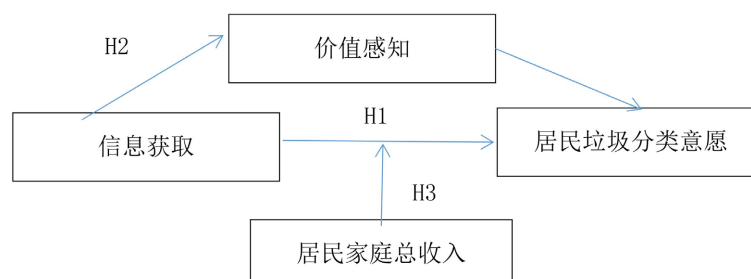 H2
价值感知
信息获取
H1
居民垃圾分类意愿
H3
居民家庭总收入